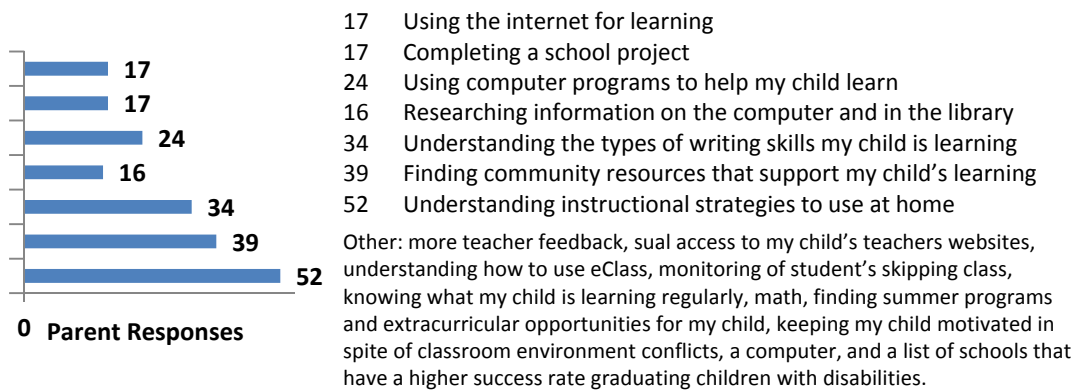 17
17
24
16
34
39
52
0 Parent Responses
17 Using the internet for learning
17 Completing a school project
24 Using computer programs to help my child learn
16 Researching information on the computer and in the library
34 Understanding the types of writing skills my child is learning
39 Finding community resources that support my child’s learning
52 Understanding instructional strategies to use at home
Other: more teacher feedback, sual access to my child’s teachers websites,
understanding how to use eClass, monitoring of student’s skipping class,
knowing what my child is learning regularly, math, finding summer programs
and extracurricular opportunities for my child, keeping my child motivated in
spite of classroom environment conflicts, a computer, and a list of schools that
have a higher success rate graduating children with disabilities.